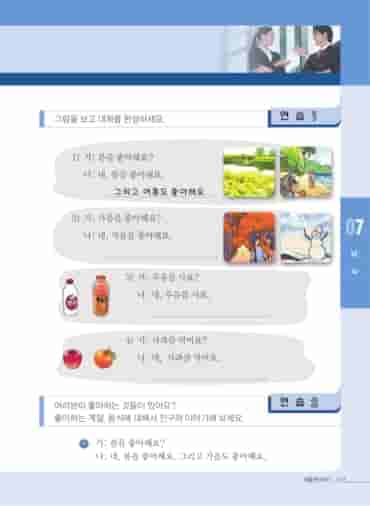 그림을 보고 대화를 완성하세요.
연 습 1
1) 가: 봄을 좋아해요?
나: 네, 봄을 좋아해요.
그리고 여름도 좋아해요.
2) 가: 가을을 좋아해요?
나: 네, 가을을 좋아해요.
07
3) 가: 우유를 사요?
나: 네, 우유를 사요.
4) 가: 사과를 먹어요?
나: 네, 사과를 먹어요.
연 습 2
여러분이 좋아하는 것들이 있어요?
좋아하는 계절, 음식에 대해서 친구와 이야기해 보세요.
가: 봄을 좋아해요?
나: 네, 봄을 좋아해요. 그리고 가을도 좋아해요.